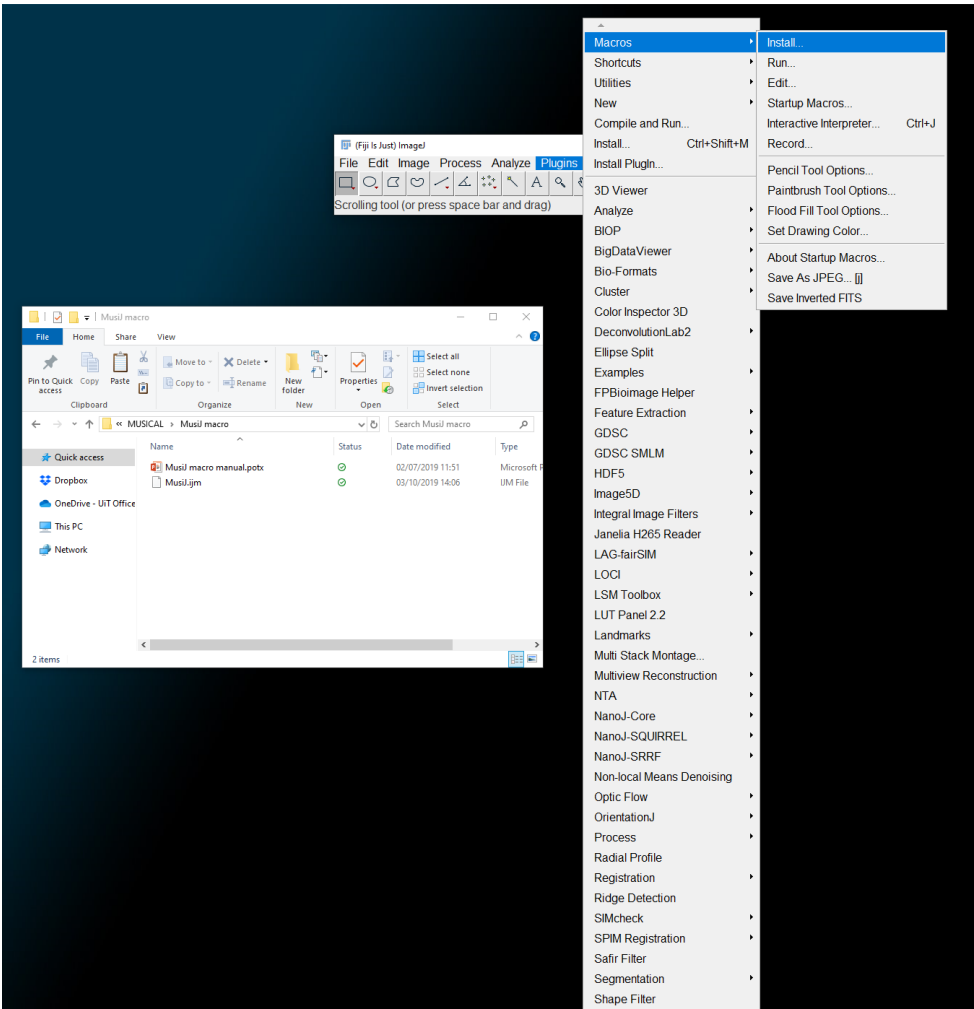 (Fiji Is Just) ImageJ
File Edit Image Process Analyze Plugins
A
Scrolling tool (or press space bar and drag)
Macros
Shortcuts
Utilities
New
Compile and Run...
Install... Ctrl+Shift+M
Install PlugIn...
3D Viewer
Analyze
BIOP
BigDataViewer
Bio-Formats
Cluster
Color Inspector 3D
DeconvolutionLab2
Ellipse Split
Examples
FPBioimage Helper
Feature Extraction
GDSC
GDSC SMLM
HDF5
Image5D
Integral Image Filters
Janelia H265 Reader
LAG-fairSIM
LOCI
LSM Toolbox
LUT Panel 2.2
Landmarks
Multi Stack Montage...
Multiview Reconstruction
NTA
NanoJ-Core
NanoJ-SQUIRREL
NanoJ-SRRF
Non-local Means Denoising
Optic Flow
OrientationJ
Process
Radial Profile
Registration
Ridge Detection
SIMcheck
SPIM Registration
Safir Filter
Segmentation
Shape Filter
Install...
Run...
Edit...
Startup Macros...
Interactive Interpreter... Ctrl+J
Record...
Pencil Tool Options...
Paintbrush Tool Options...
Flood Fill Tool Options...
Set Drawing Color...
About Startup Macros...
Save As JPEG... [j]
Save Inverted FITS
MusiJ macro
File Home Share View
Pin to Quick access
Copy
Paste
Clipboard
Move to
Copy to
Delete
Rename
Organize
New folder
New
Properties
Open
Select all
Select none
Invert selection
Select
« MUSICAL › MusiJ macro
Search MusiJ macro
Name Status Date modified Type
MusiJ macro manual.potx 02/07/2019 11:51 Microsoft P
MusiJ.ijm 03/10/2019 14:06 IJM File
Quick access
Dropbox
OneDrive - UiT Office
This PC
Network
2 items